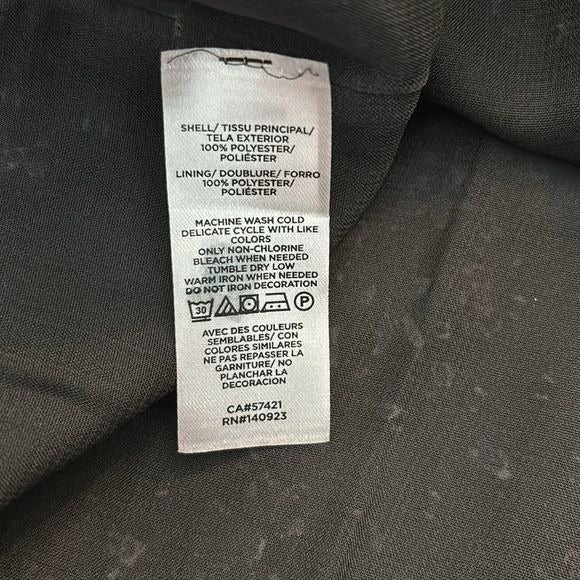 SHELL/ TISSU PRINCIPAL/
TELA EXTERIOR
100% POLYESTER/
POLIÉSTER
LINING/ DOUBLURE/ FORRO
100% POLYESTER/
POLIÉSTER
MACHINE WASH COLD
DELICATE CYCLE WITH LIKE
COLORS
ONLY NON-CHLORINE
BLEACH WHEN NEEDED
TUMBLE DRY LOW
WARM IRON WHEN NEEDED
DO NOT IRON DECORATION
30 P
AVEC DES COULEURS
SEMBLABLES/ CON
COLORES SIMILARES
NE PAS REPASSER LA
GARNITURE/ NO
PLANCHAR LA
DECORACION
CA#57421
RN#140923